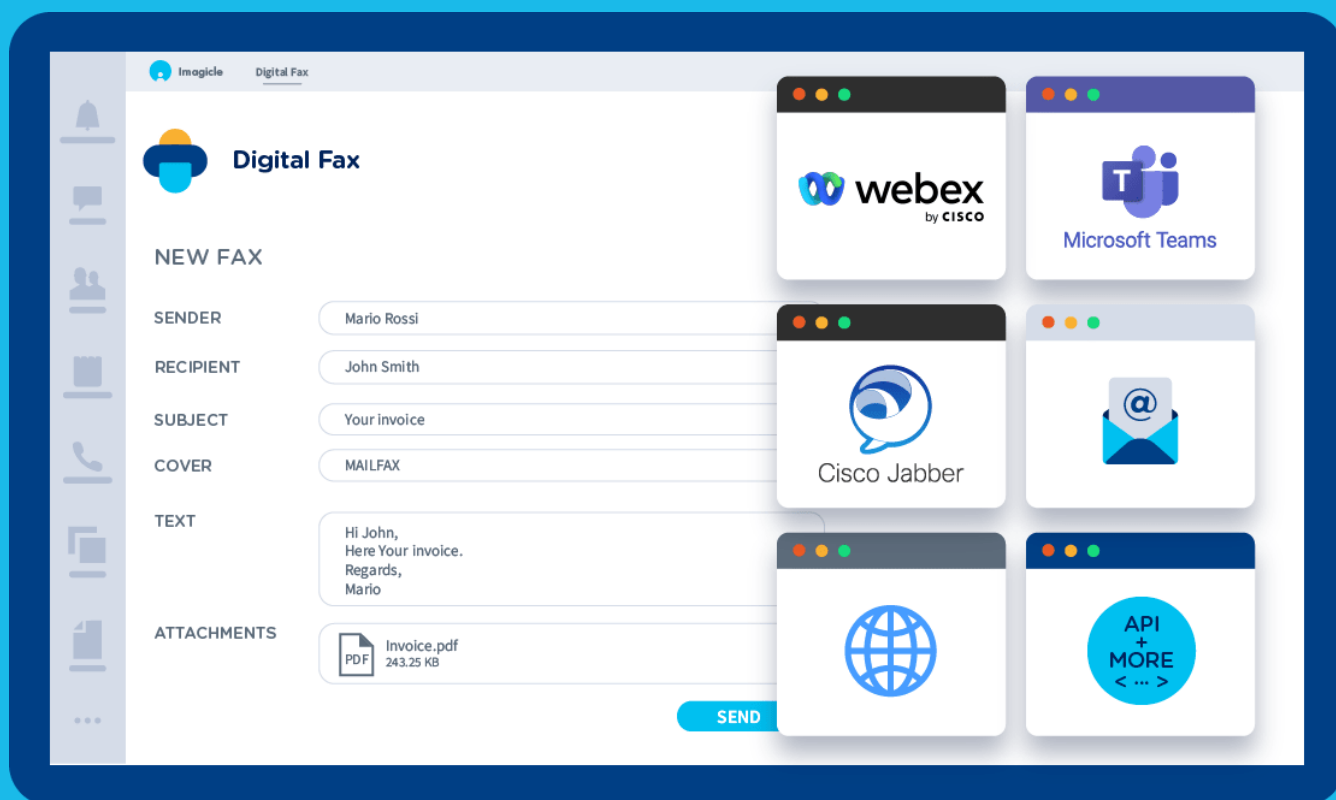 Imagicle
Digital Fax
Digital Fax
NEW FAX
SENDER
Mario Rossi
RECIPIENT
John Smith
SUBJECT
Your invoice
COVER
MAILFAX
TEXT
Hi John,
Here Your invoice.
Regards,
Mario
ATTACHMENTS
PDF
Invoice.pdf
243.25 KB
SEND
webex
by CISCO
T
Microsoft Teams
Cisco Jabber
@
API
+
MORE
< ... >